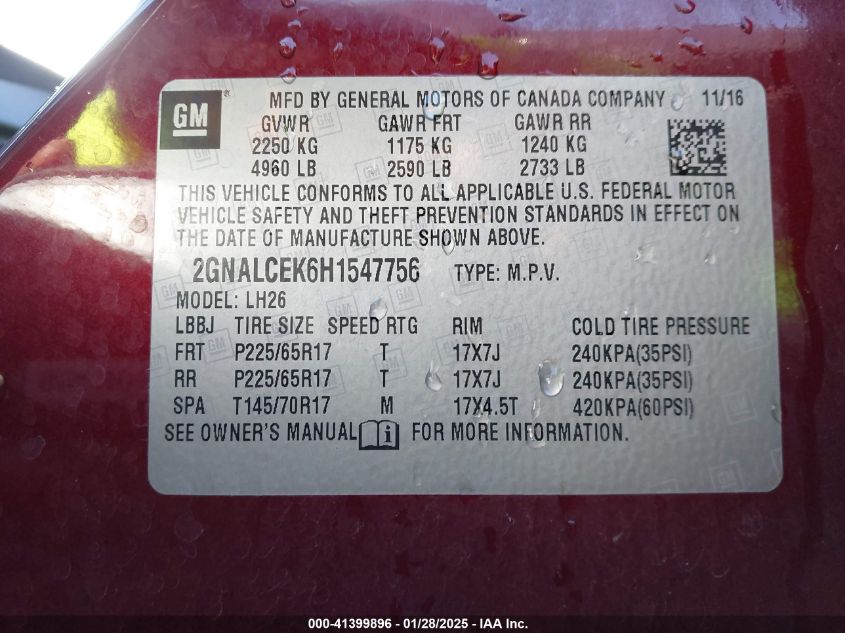 GM MFD BY GENERAL MOTORS OF CANADA COMPANY 11/16
GVWR GAWR FRT GAWR RR
2250 KG 1175 KG 1240 KG
4960 LB 2590 LB 2733 LB
THIS VEHICLE CONFORMS TO ALL APPLICABLE U.S. FEDERAL MOTOR
VEHICLE SAFETY AND THEFT PREVENTION STANDARDS IN EFFECT ON
THE DATE OF MANUFACTURE SHOWN ABOVE.
2GNALCEK6H1547756 TYPE: M.P.V.
MODEL: LH26
LBBJ TIRE SIZE SPEED RTG RIM COLD TIRE PRESSURE
FRT P225/65R17 T 17X7J 240KPA(35PSI)
RR P225/65R17 T 17X7J 240KPA(35PSI)
SPA T145/70R17 M 17X4.5T 420KPA(60PSI)
SEE OWNER'S MANUAL i FOR MORE INFORMATION.
000-41399896 - 01/28/2025 - IAA Inc.